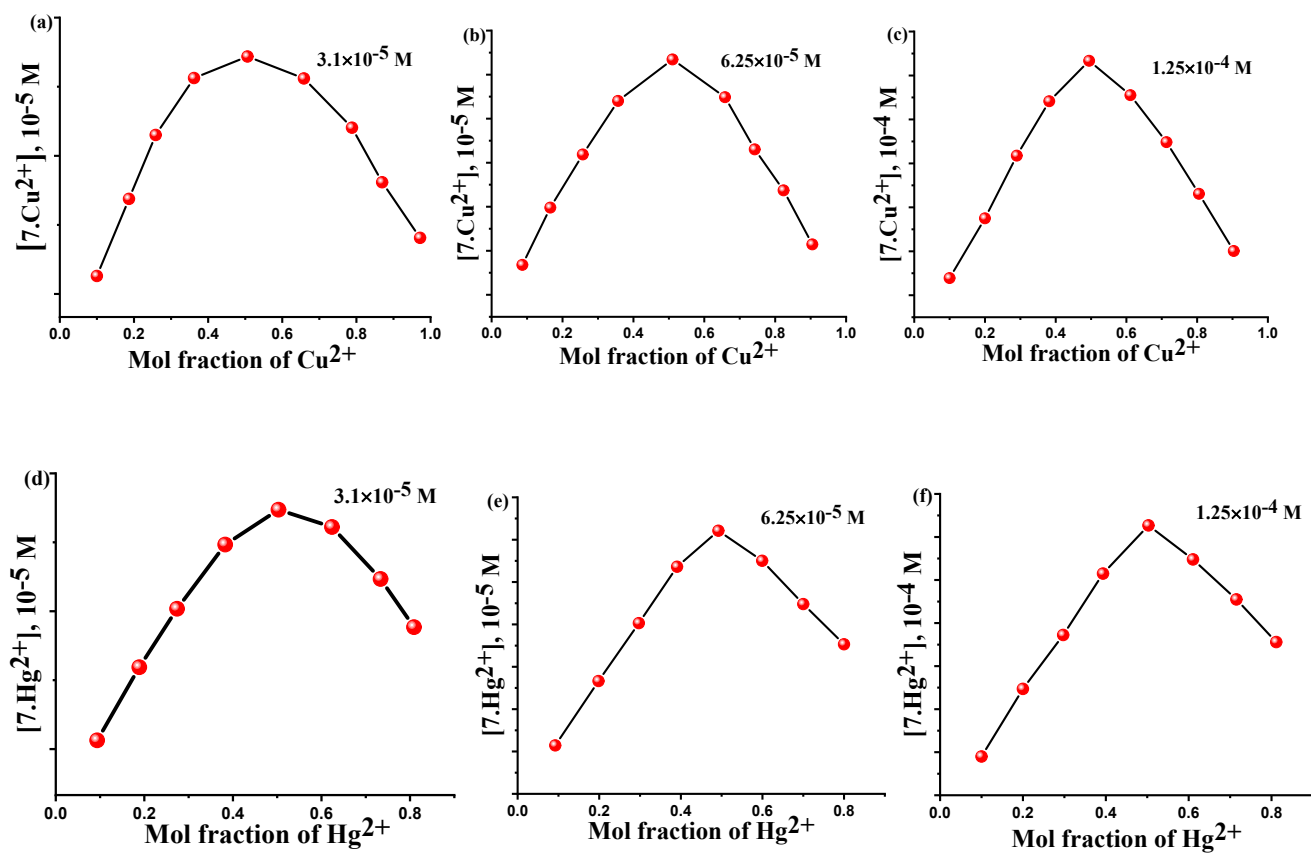 (a)
3.1×10⁻⁵ M
[7.Cu²⁺], 10⁻⁵ M
0.0 0.2 0.4 0.6 0.8 1.0
Mol fraction of Cu²⁺
(b)
6.25×10⁻⁵ M
[7.Cu²⁺], 10⁻⁵ M
0.0 0.2 0.4 0.6 0.8 1.0
Mol fraction of Cu²⁺
(c)
1.25×10⁻⁴ M
[7.Cu²⁺], 10⁻⁴ M
0.0 0.2 0.4 0.6 0.8 1.0
Mol fraction of Cu²⁺
(d)
3.1×10⁻⁵ M
[7.Hg²⁺], 10⁻⁵ M
0.0 0.2 0.4 0.6 0.8
Mol fraction of Hg²⁺
(e)
6.25×10⁻⁵ M
[7.Hg²⁺], 10⁻⁵ M
0.0 0.2 0.4 0.6 0.8
Mol fraction of Hg²⁺
(f)
1.25×10⁻⁴ M
[7.Hg²⁺], 10⁻⁴ M
0.0 0.2 0.4 0.6 0.8
Mol fraction of Hg²⁺